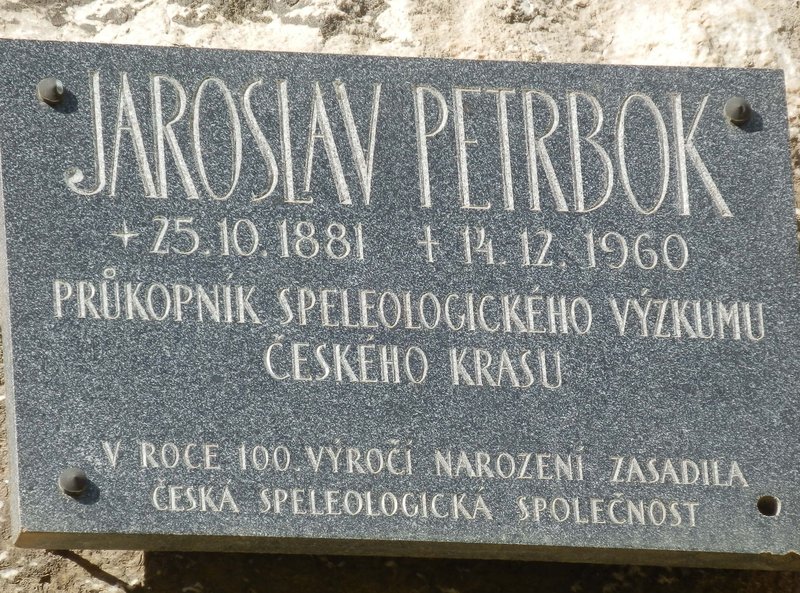 JAROSLAV PETRBOK
+ 25.10.1881 † 14.12.1960
PRŮKOPNÍK SPELEOLOGICKÉHO VÝZKUMU
ČESKÉHO KRASU
V ROCE 100. VÝROČÍ NAROZENÍ ZASADILA
ČESKÁ SPELEOLOGICKÁ SPOLEČNOST